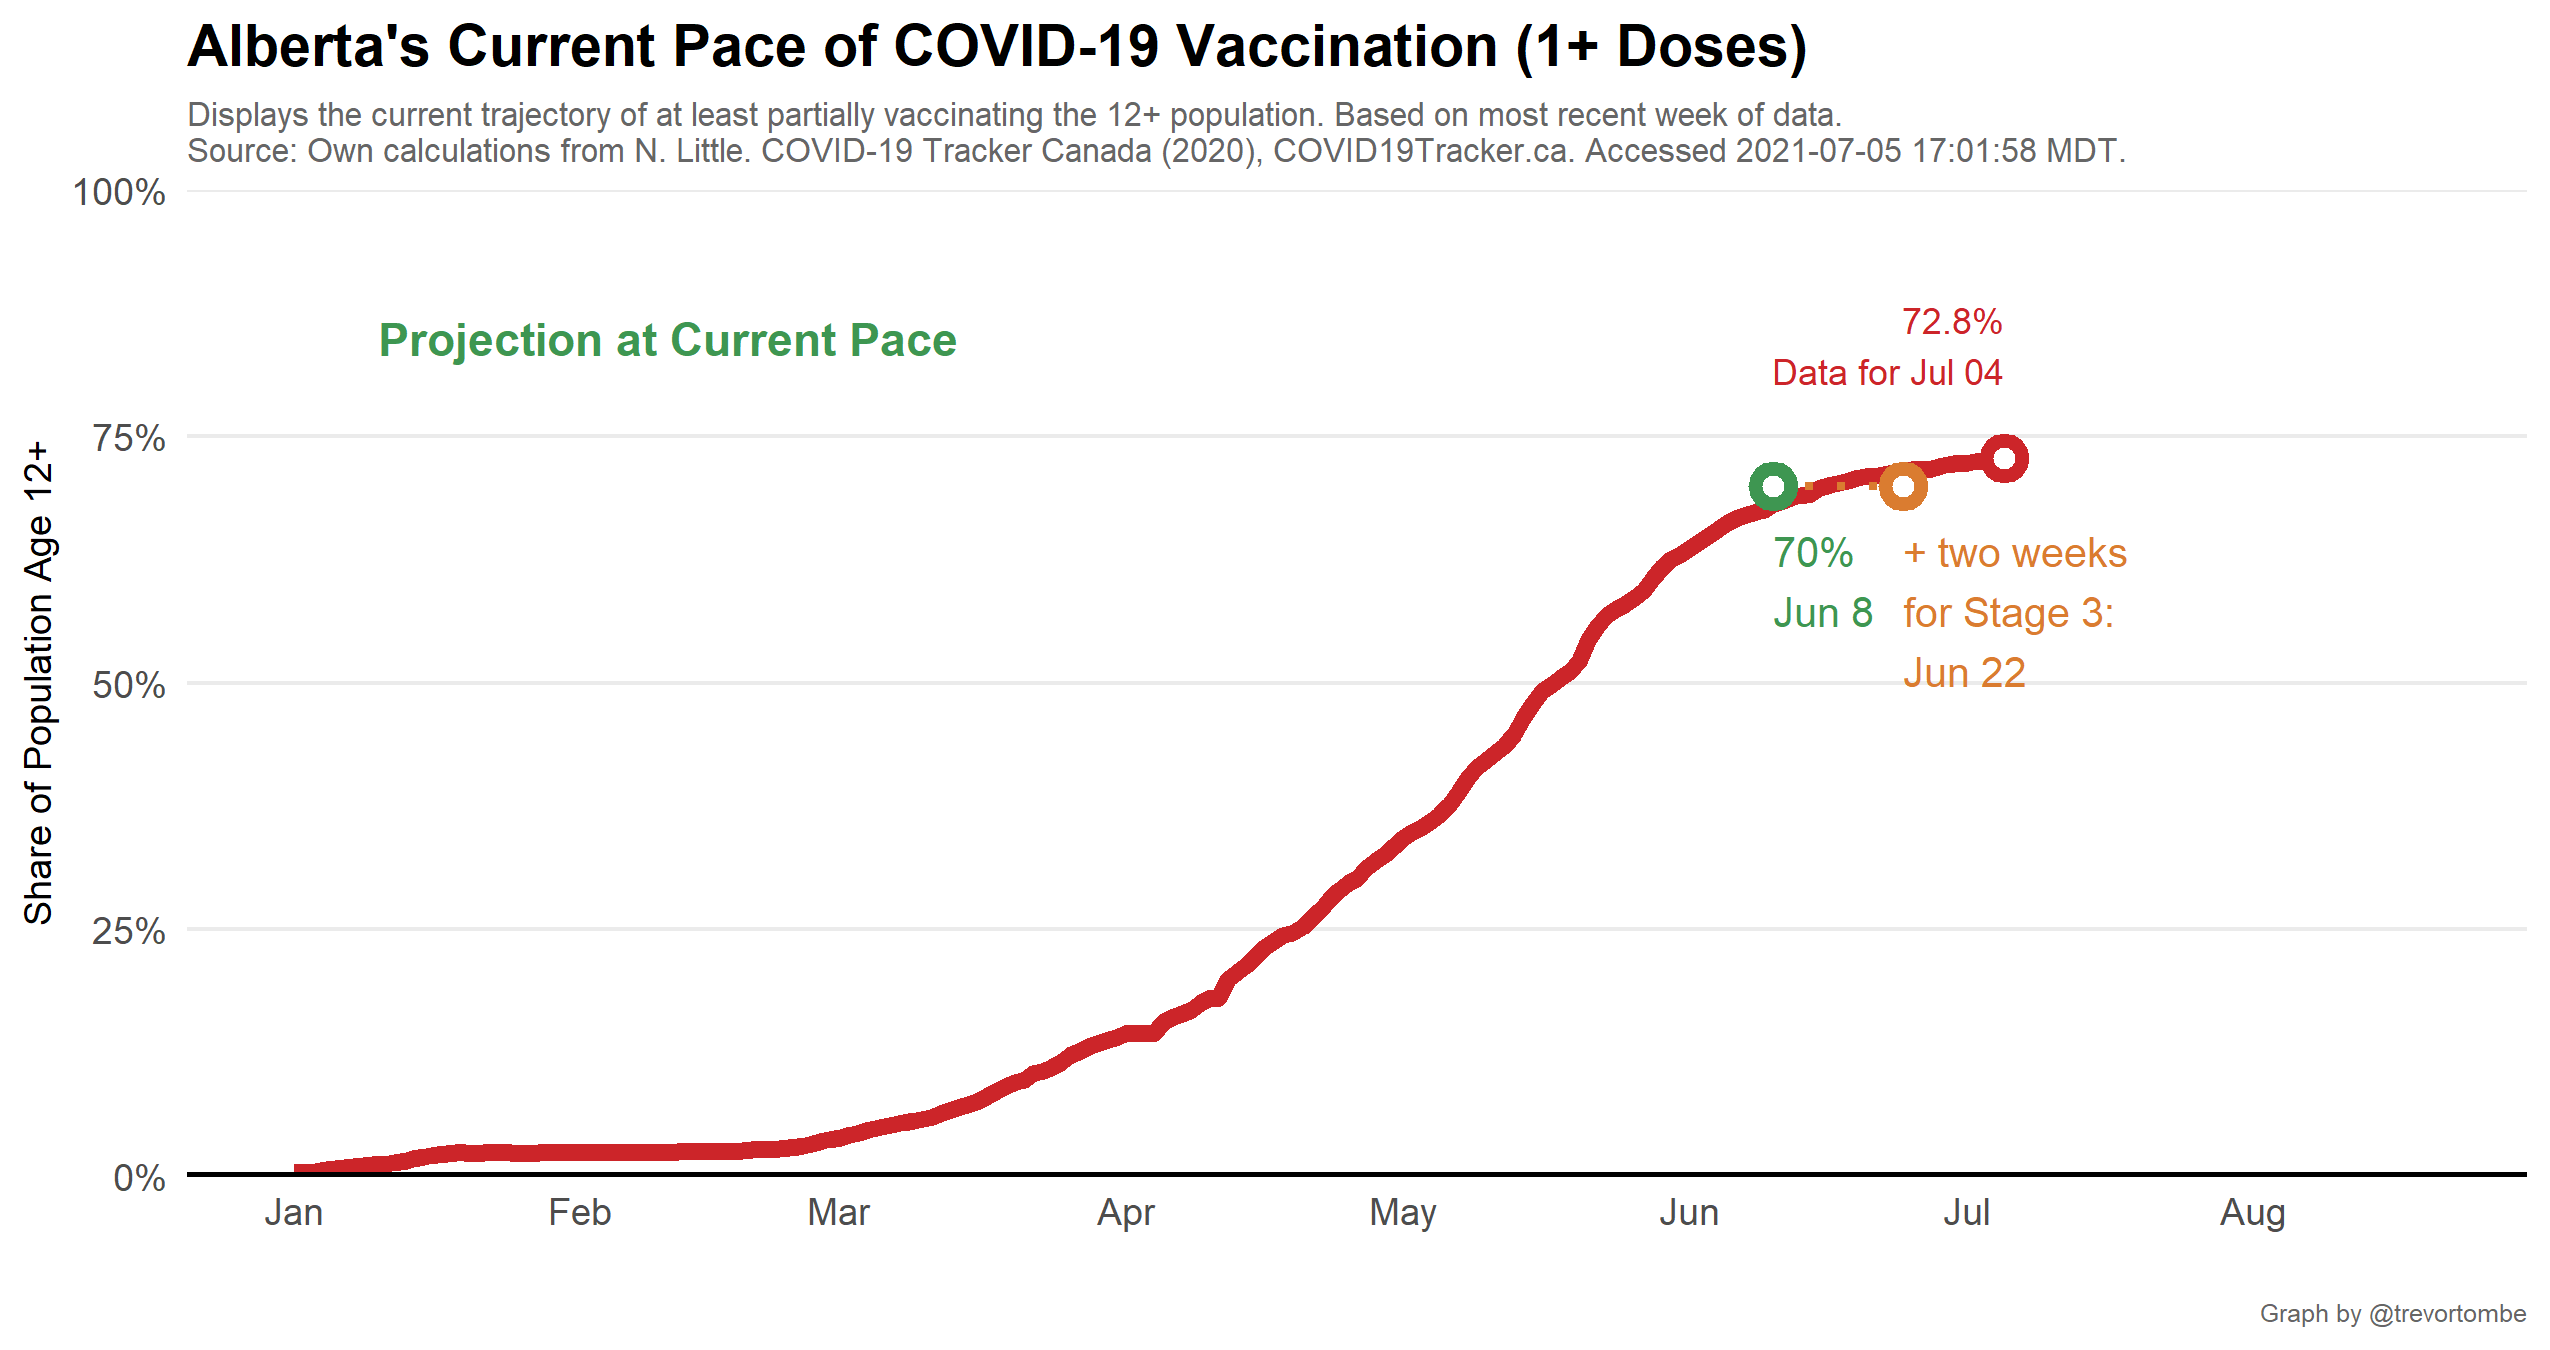 Alberta's Current Pace of COVID-19 Vaccination (1+ Doses)
Displays the current trajectory of at least partially vaccinating the 12+ population. Based on most recent week of data.
Source: Own calculations from N. Little. COVID-19 Tracker Canada (2020), COVID19Tracker.ca. Accessed 2021-07-05 17:01:58 MDT.
100%
75%
50%
25%
0%
Share of Population Age 12+
Projection at Current Pace
72.8%
Data for Jul 04
70%
Jun 8
+ two weeks
for Stage 3:
Jun 22
Jan Feb Mar Apr May Jun Jul Aug
Graph by @trevortombe